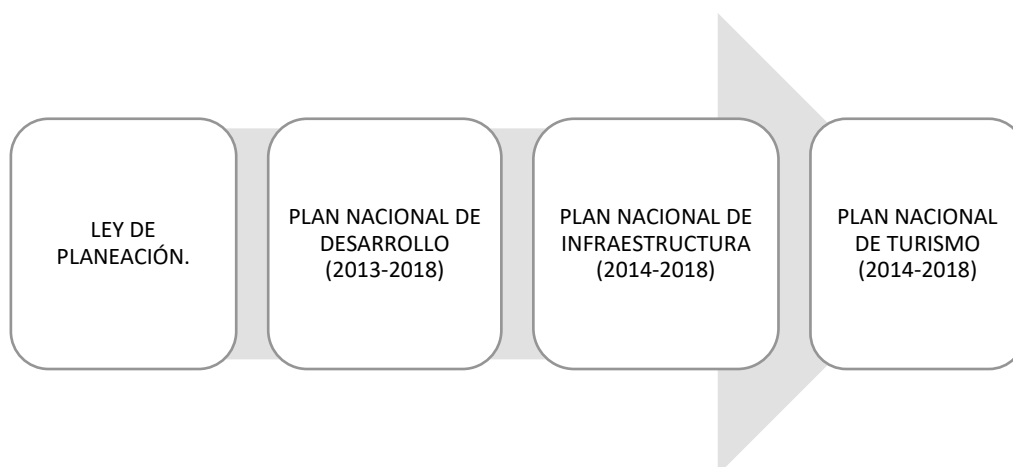 LEY DE
PLANEACIÓN.
PLAN NACIONAL DE
DESARROLLO
(2013-2018)
PLAN NACIONAL DE
INFRAESTRUCTURA
(2014-2018)
PLAN NACIONAL
DE TURISMO
(2014-2018)